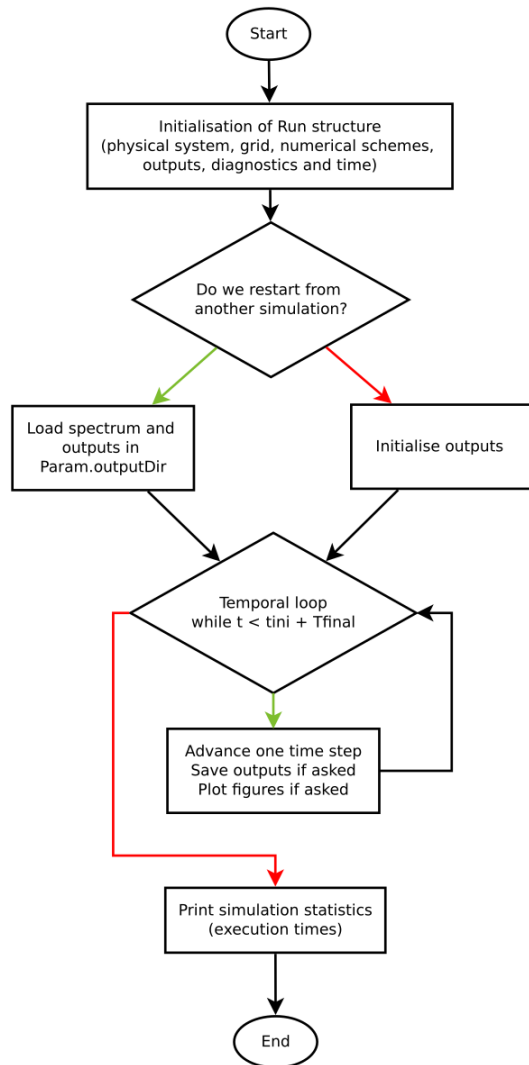 Start
Initialisation of Run structure
(physical system, grid, numerical schemes,
outputs, diagnostics and time)
Do we restart from
another simulation?
Load spectrum and
outputs in
Param.outputDir
Initialise outputs
Temporal loop
while t < tini + Tfinal
Advance one time step
Save outputs if asked
Plot figures if asked
Print simulation statistics
(execution times)
End